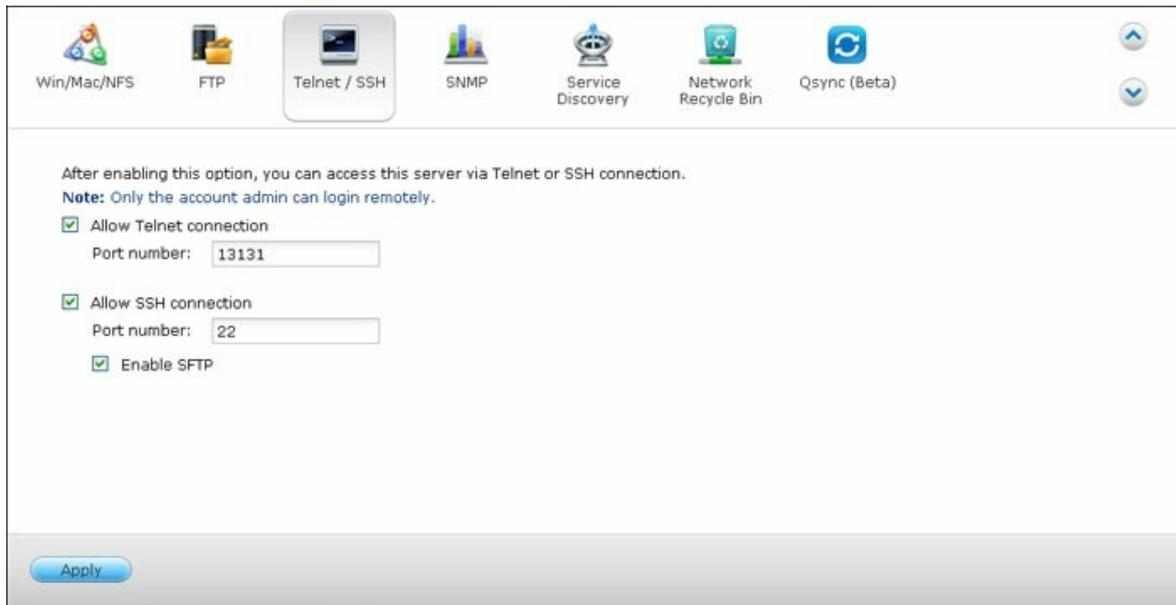 Win/Mac/NFS
FTP
Telnet / SSH
SNMP
Service
Discovery
Network
Recycle Bin
Qsync (Beta)
After enabling this option, you can access this server via Telnet or SSH connection.
Note: Only the account admin can login remotely.
Allow Telnet connection
Port number: 13131
Allow SSH connection
Port number: 22
Enable SFTP
Apply